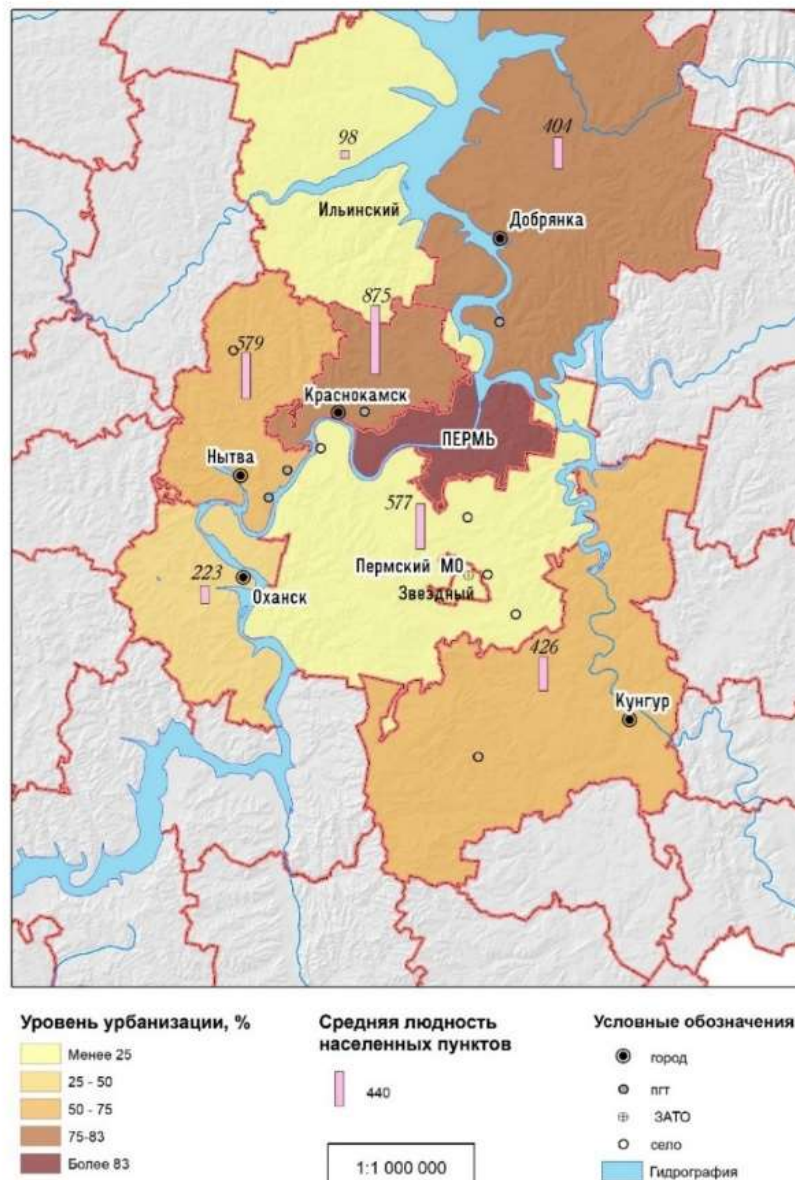 98
404
Ильинский
Добрянка
875
579
Краснокамск
ПЕРМЬ
Нытва
577
Пермский МО
223
Звездный
Оханск
426
Кунгур
Уровень урбанизации, %
Менее 25
25 - 50
50 - 75
75-83
Более 83
Средняя людность
населенных пунктов
440
1:1 000 000
Условные обозначения
город
пгт
ЗАТО
село
Гидрография